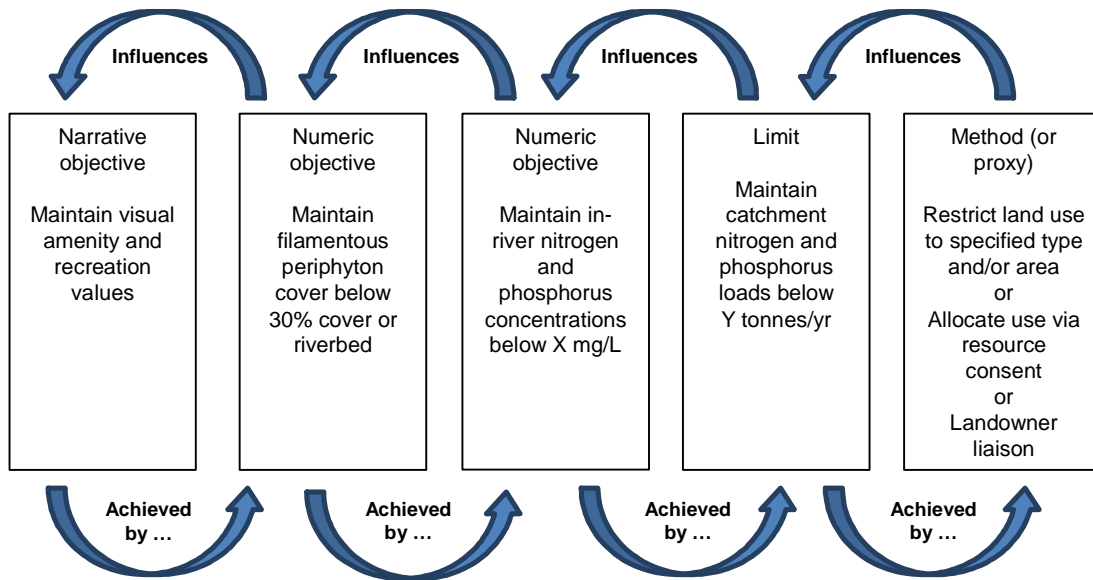 Influences
Influences
Influences
Influences
Narrative
objective
Maintain visual
amenity and
recreation
values
Numeric
objective
Maintain
filamentous
periphyton
cover below
30% cover or
riverbed
Numeric
objective
Maintain in-
river nitrogen
and
phosphorus
concentrations
below X mg/L
Limit
Maintain
catchment
nitrogen and
phosphorus
loads below
Y tonnes/yr
Method (or
proxy)
Restrict land use
to specified type
and/or area
or
Allocate use via
resource
consent
or
Landowner
liaison
Achieved
by ...
Achieved
by ...
Achieved
by ...
Achieved
by ...